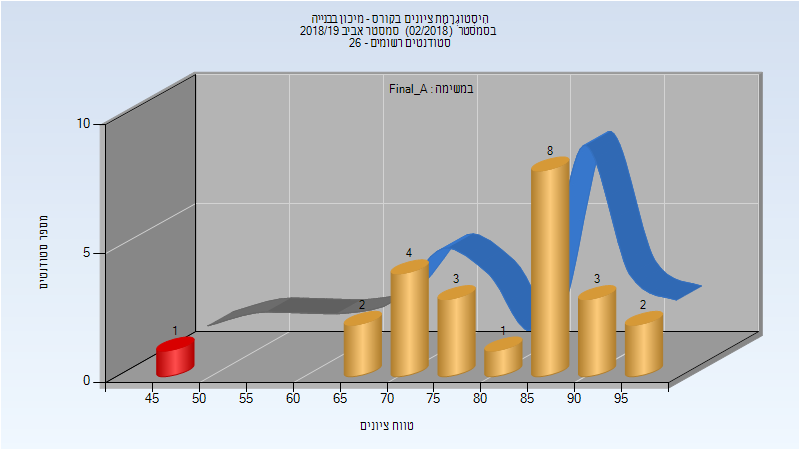 היסטוגרמת ציונים בקורס - מיכון בבנייה
בסמסטר (02/2018) סמסטר אביב 2018/19
סטודנטים רשומים - 26
במשימה : Final_A
מספר סטודנטים
10
5
0
1
2
4
3
1
8
3
2
45 50 55 60 65 70 75 80 85 90 95
טווח ציונים